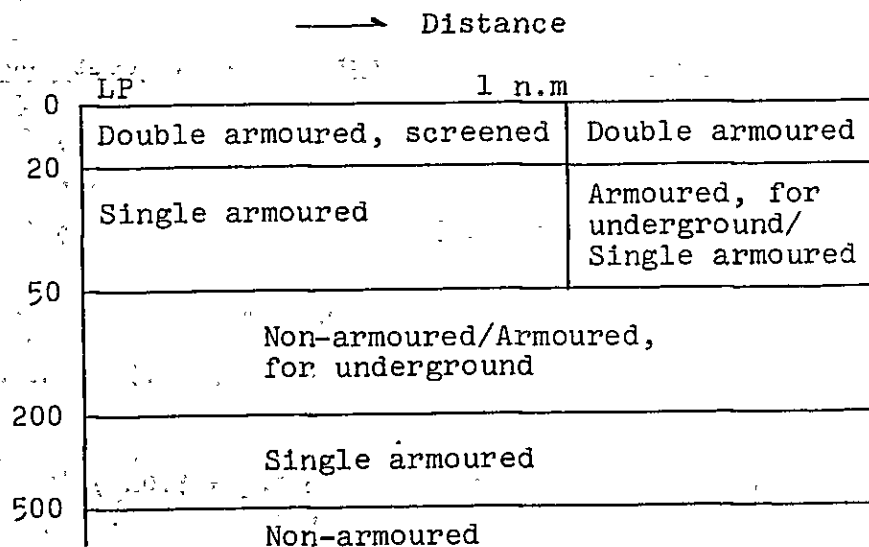 Distance
LP 1 n.m
0
Double armoured, screened Double armoured
20
Single armoured
Armoured, for
underground/
Single armoured
50
Non-armoured/Armoured,
for underground
200
Single armoured
500
Non-armoured